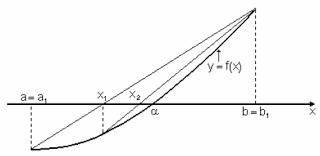 y = f(x)
a = a₁
x₁
x₂
α
b = b₁
x